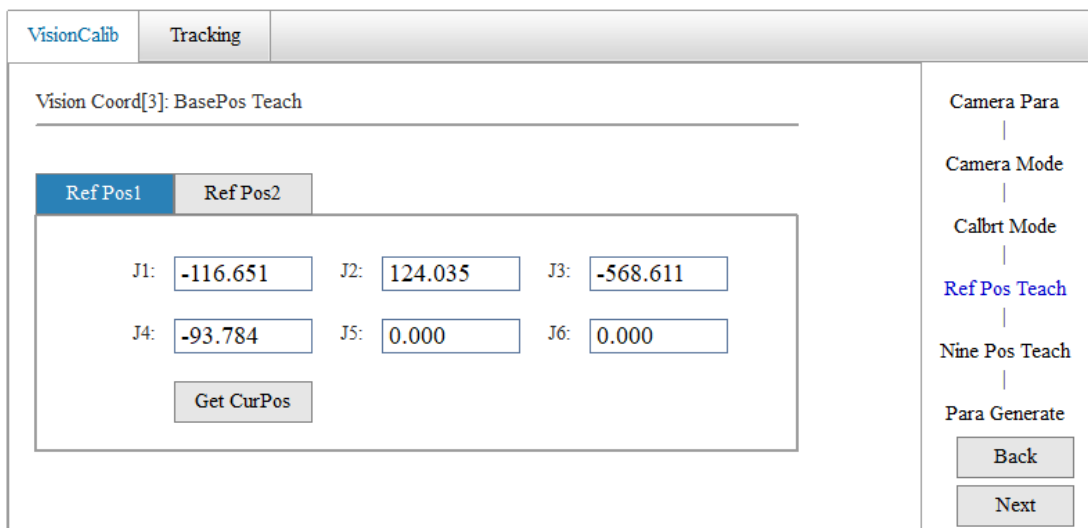 VisionCalib Tracking
Vision Coord[3]: BasePos Teach
Ref Pos1 Ref Pos2
J1: -116.651 J2: 124.035 J3: -568.611
J4: -93.784 J5: 0.000 J6: 0.000
Get CurPos
Camera Para
Camera Mode
Calbrt Mode
Ref Pos Teach
Nine Pos Teach
Para Generate
Back
Next